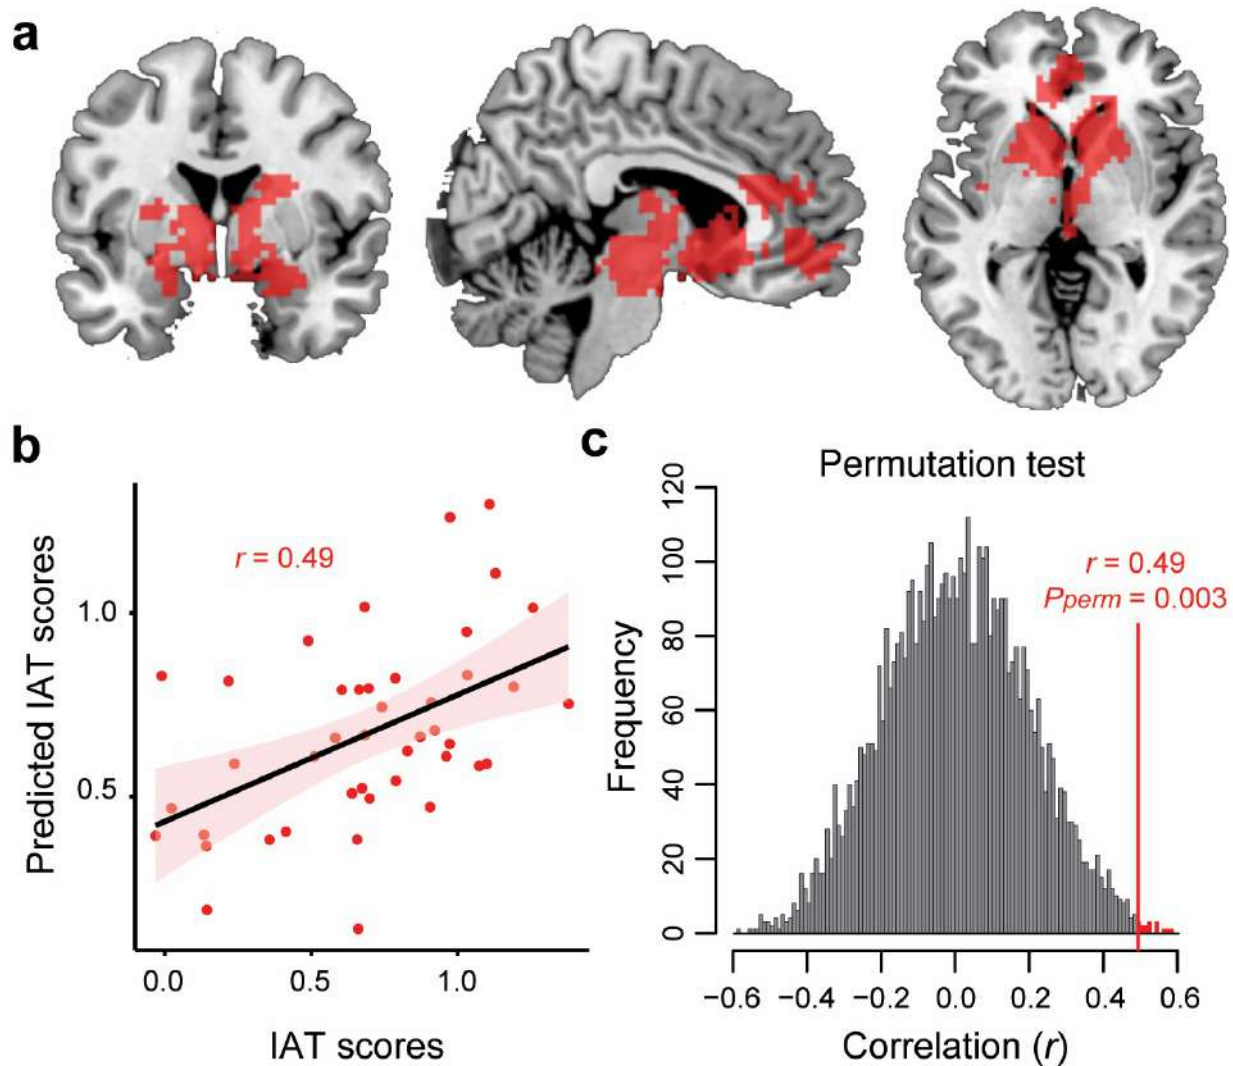 a
b
r = 0.49
Predicted IAT scores
1.0
0.5
0.0 0.5 1.0
IAT scores
c
Permutation test
Frequency
120
100
80
60
40
20
0
r = 0.49
Pperm = 0.003
−0.6 −0.4 −0.2 0.0 0.2 0.4 0.6
Correlation (r)